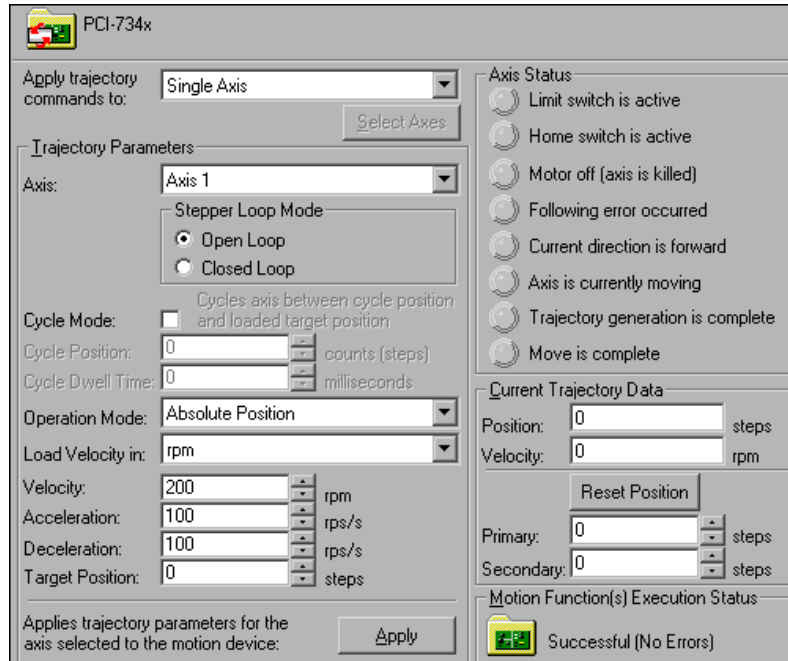 PCI-734x
Apply trajectory
commands to:
Single Axis
Select Axes
Trajectory Parameters
Axis:
Axis 1
Stepper Loop Mode
Open Loop
Closed Loop
Cycle Mode:
Cycles axis between cycle position
and loaded target position
Cycle Position:
0
counts (steps)
Cycle Dwell Time:
0
milliseconds
Operation Mode:
Absolute Position
Load Velocity in:
rpm
Velocity:
200
rpm
Acceleration:
100
rps/s
Deceleration:
100
rps/s
Target Position:
0
steps
Applies trajectory parameters for the
axis selected to the motion device:
Apply
Axis Status
Limit switch is active
Home switch is active
Motor off (axis is killed)
Following error occurred
Current direction is forward
Axis is currently moving
Trajectory generation is complete
Move is complete
Current Trajectory Data
Position:
0
steps
Velocity:
0
rpm
Reset Position
Primary:
0
steps
Secondary:
0
steps
Motion Function(s) Execution Status
Successful (No Errors)